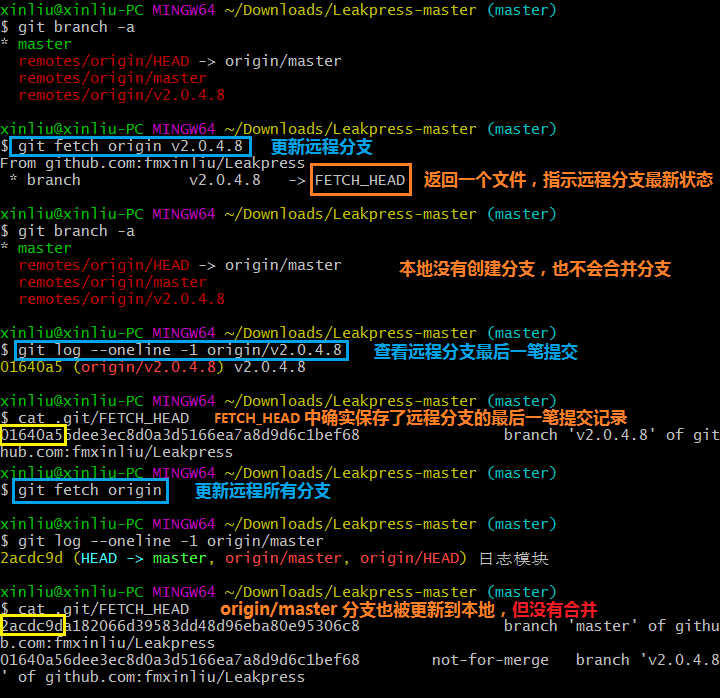 xinliu@xinliu-PC MINGW64 ~/Downloads/Leakpress-master (master)
$ git branch -a
* master
remotes/origin/HEAD -> origin/master
remotes/origin/master
remotes/origin/v2.0.4.8
xinliu@xinliu-PC MINGW64 ~/Downloads/Leakpress-master (master)
$ git fetch origin v2.0.4.8 更新远程分支
From github.com:fmxinliu/Leakpress
* branch v2.0.4.8 -> FETCH_HEAD 返回一个文件，指示远程分支最新状态
xinliu@xinliu-PC MINGW64 ~/Downloads/Leakpress-master (master)
$ git branch -a
* master
remotes/origin/HEAD -> origin/master 本地没有创建分支，也不会合并分支
remotes/origin/master
remotes/origin/v2.0.4.8
xinliu@xinliu-PC MINGW64 ~/Downloads/Leakpress-master (master)
$ git log --oneline -1 origin/v2.0.4.8 查看远程分支最后一笔提交
01640a5 (origin/v2.0.4.8) v2.0.4.8
xinliu@xinliu-PC MINGW64 ~/Downloads/Leakpress-master (master)
$ cat .git/FETCH_HEAD FETCH_HEAD 中确实保存了远程分支的最后一笔提交记录
01640a56dee3ec8d0a3d5166ea7a8d9d6c1bef68 branch 'v2.0.4.8' of git
hub.com:fmxinliu/Leakpress
xinliu@xinliu-PC MINGW64 ~/Downloads/Leakpress-master (master)
$ git fetch origin 更新远程所有分支
xinliu@xinliu-PC MINGW64 ~/Downloads/Leakpress-master (master)
$ git log --oneline -1 origin/master
2acdc9d (HEAD -> master, origin/master, origin/HEAD) 日志模块
xinliu@xinliu-PC MINGW64 ~/Downloads/Leakpress-master (master)
$ cat .git/FETCH_HEAD origin/master 分支也被更新到本地，但没有合并
2acdc9da182066d39583dd48d96eba80e95306c8 branch 'master' of githu
b.com:fmxinliu/Leakpress
01640a56dee3ec8d0a3d5166ea7a8d9d6c1bef68 not-for-merge branch 'v2.0.4.8
' of github.com:fmxinliu/Leakpress